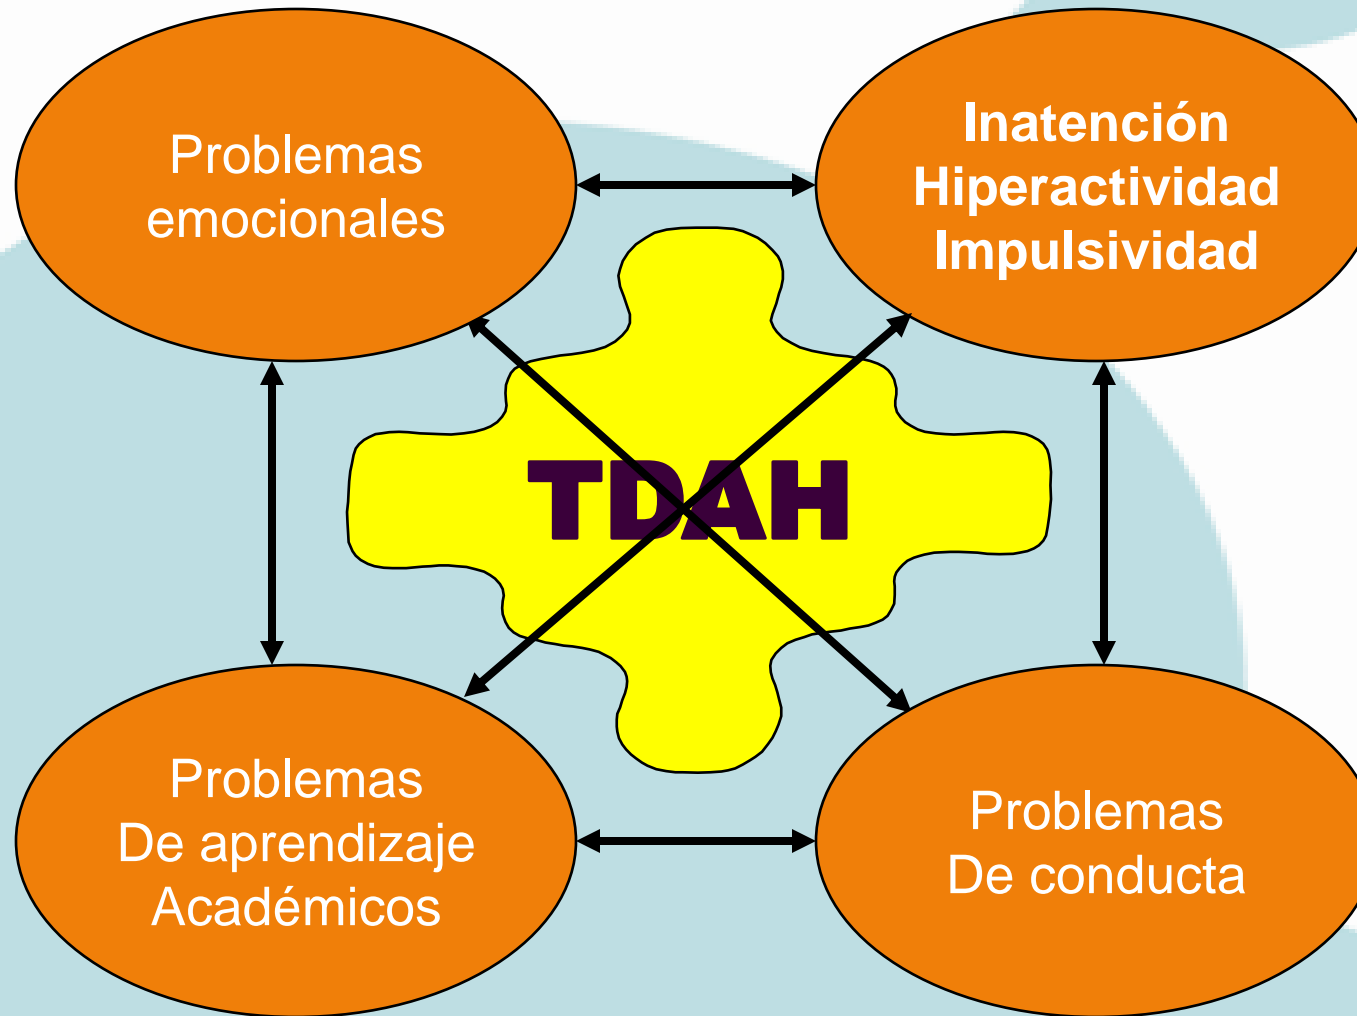 Problemas
emocionales
Inatención
Hiperactividad
Impulsividad
TDAH
Problemas
De aprendizaje
Académicos
Problemas
De conducta